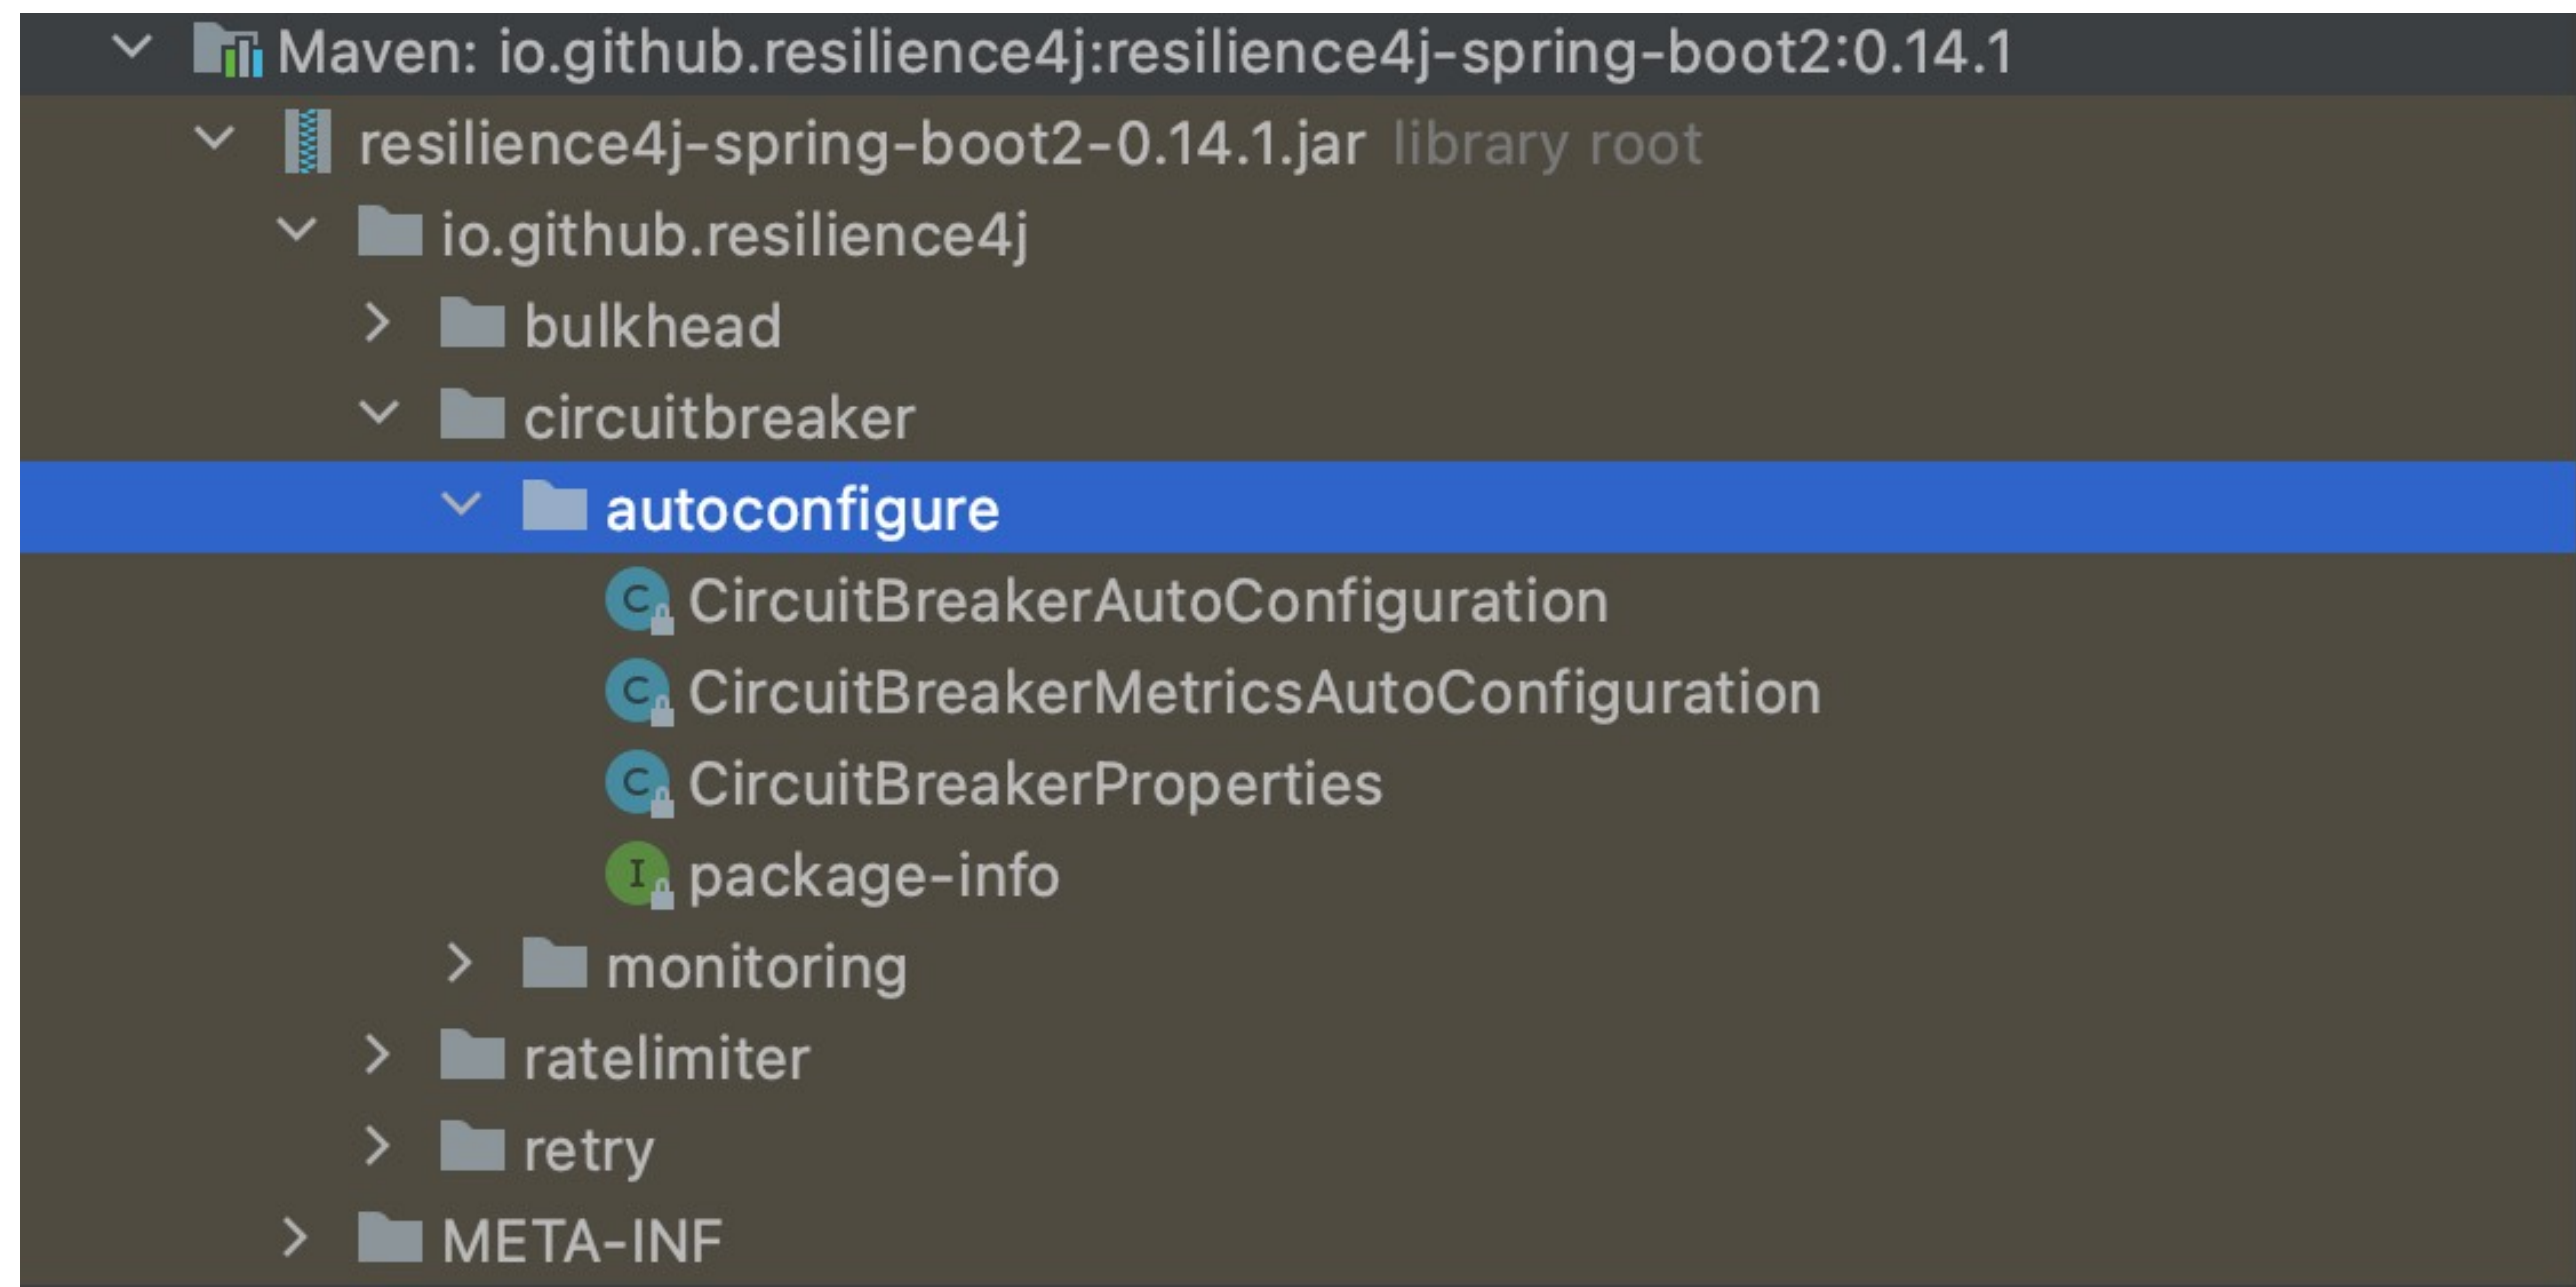 Maven: io.github.resilience4j:resilience4j-spring-boot2:0.14.1
resilience4j-spring-boot2-0.14.1.jar library root
io.github.resilience4j
bulkhead
circuitbreaker
autoconfigure
C CircuitBreakerAutoConfiguration
C CircuitBreakerMetricsAutoConfiguration
C CircuitBreakerProperties
I package-info
monitoring
ratelimiter
retry
META-INF